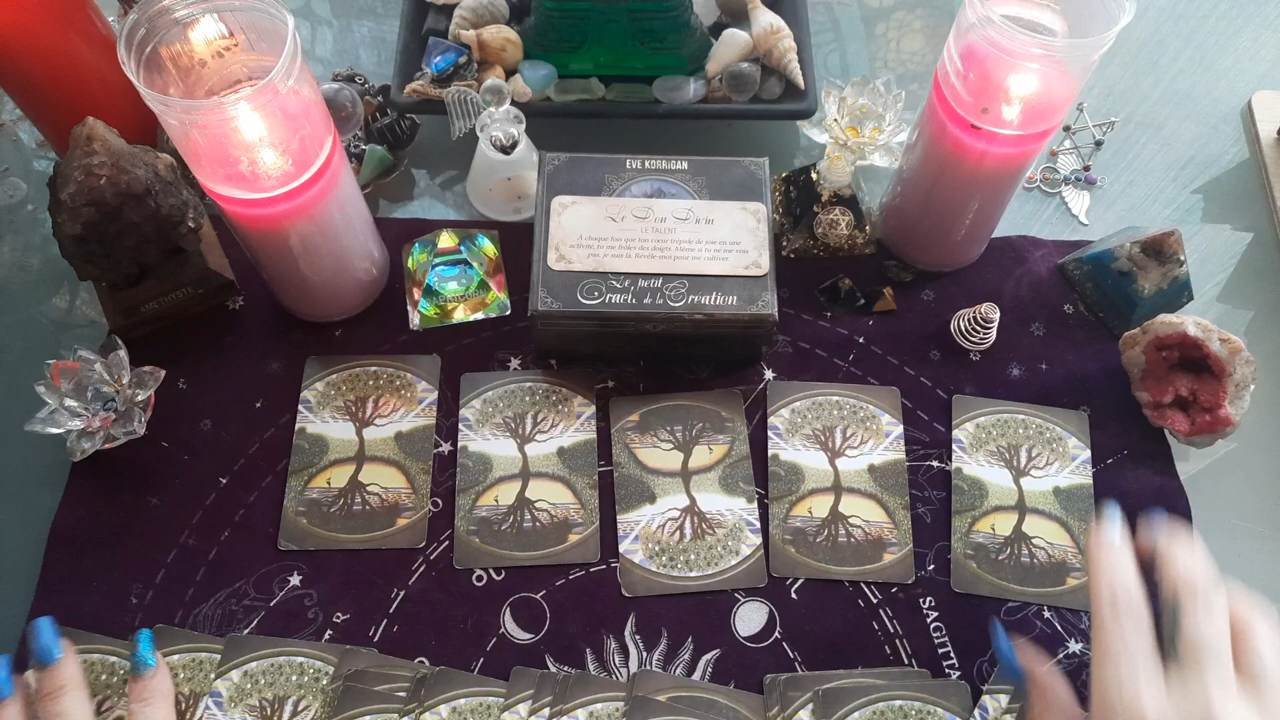 EVE KORRIGAN
Le Don Divin
LE TALENT
À chaque fois que ton cœur trépide de joie en une
activité, tu me frôles des doigts. Même si tu ne me vois
pas, je suis là. Révèle-moi pour me cultiver.
Le petit
Oracle de la Création
AMETHYSTE
CAPRICORN
SAGITTA